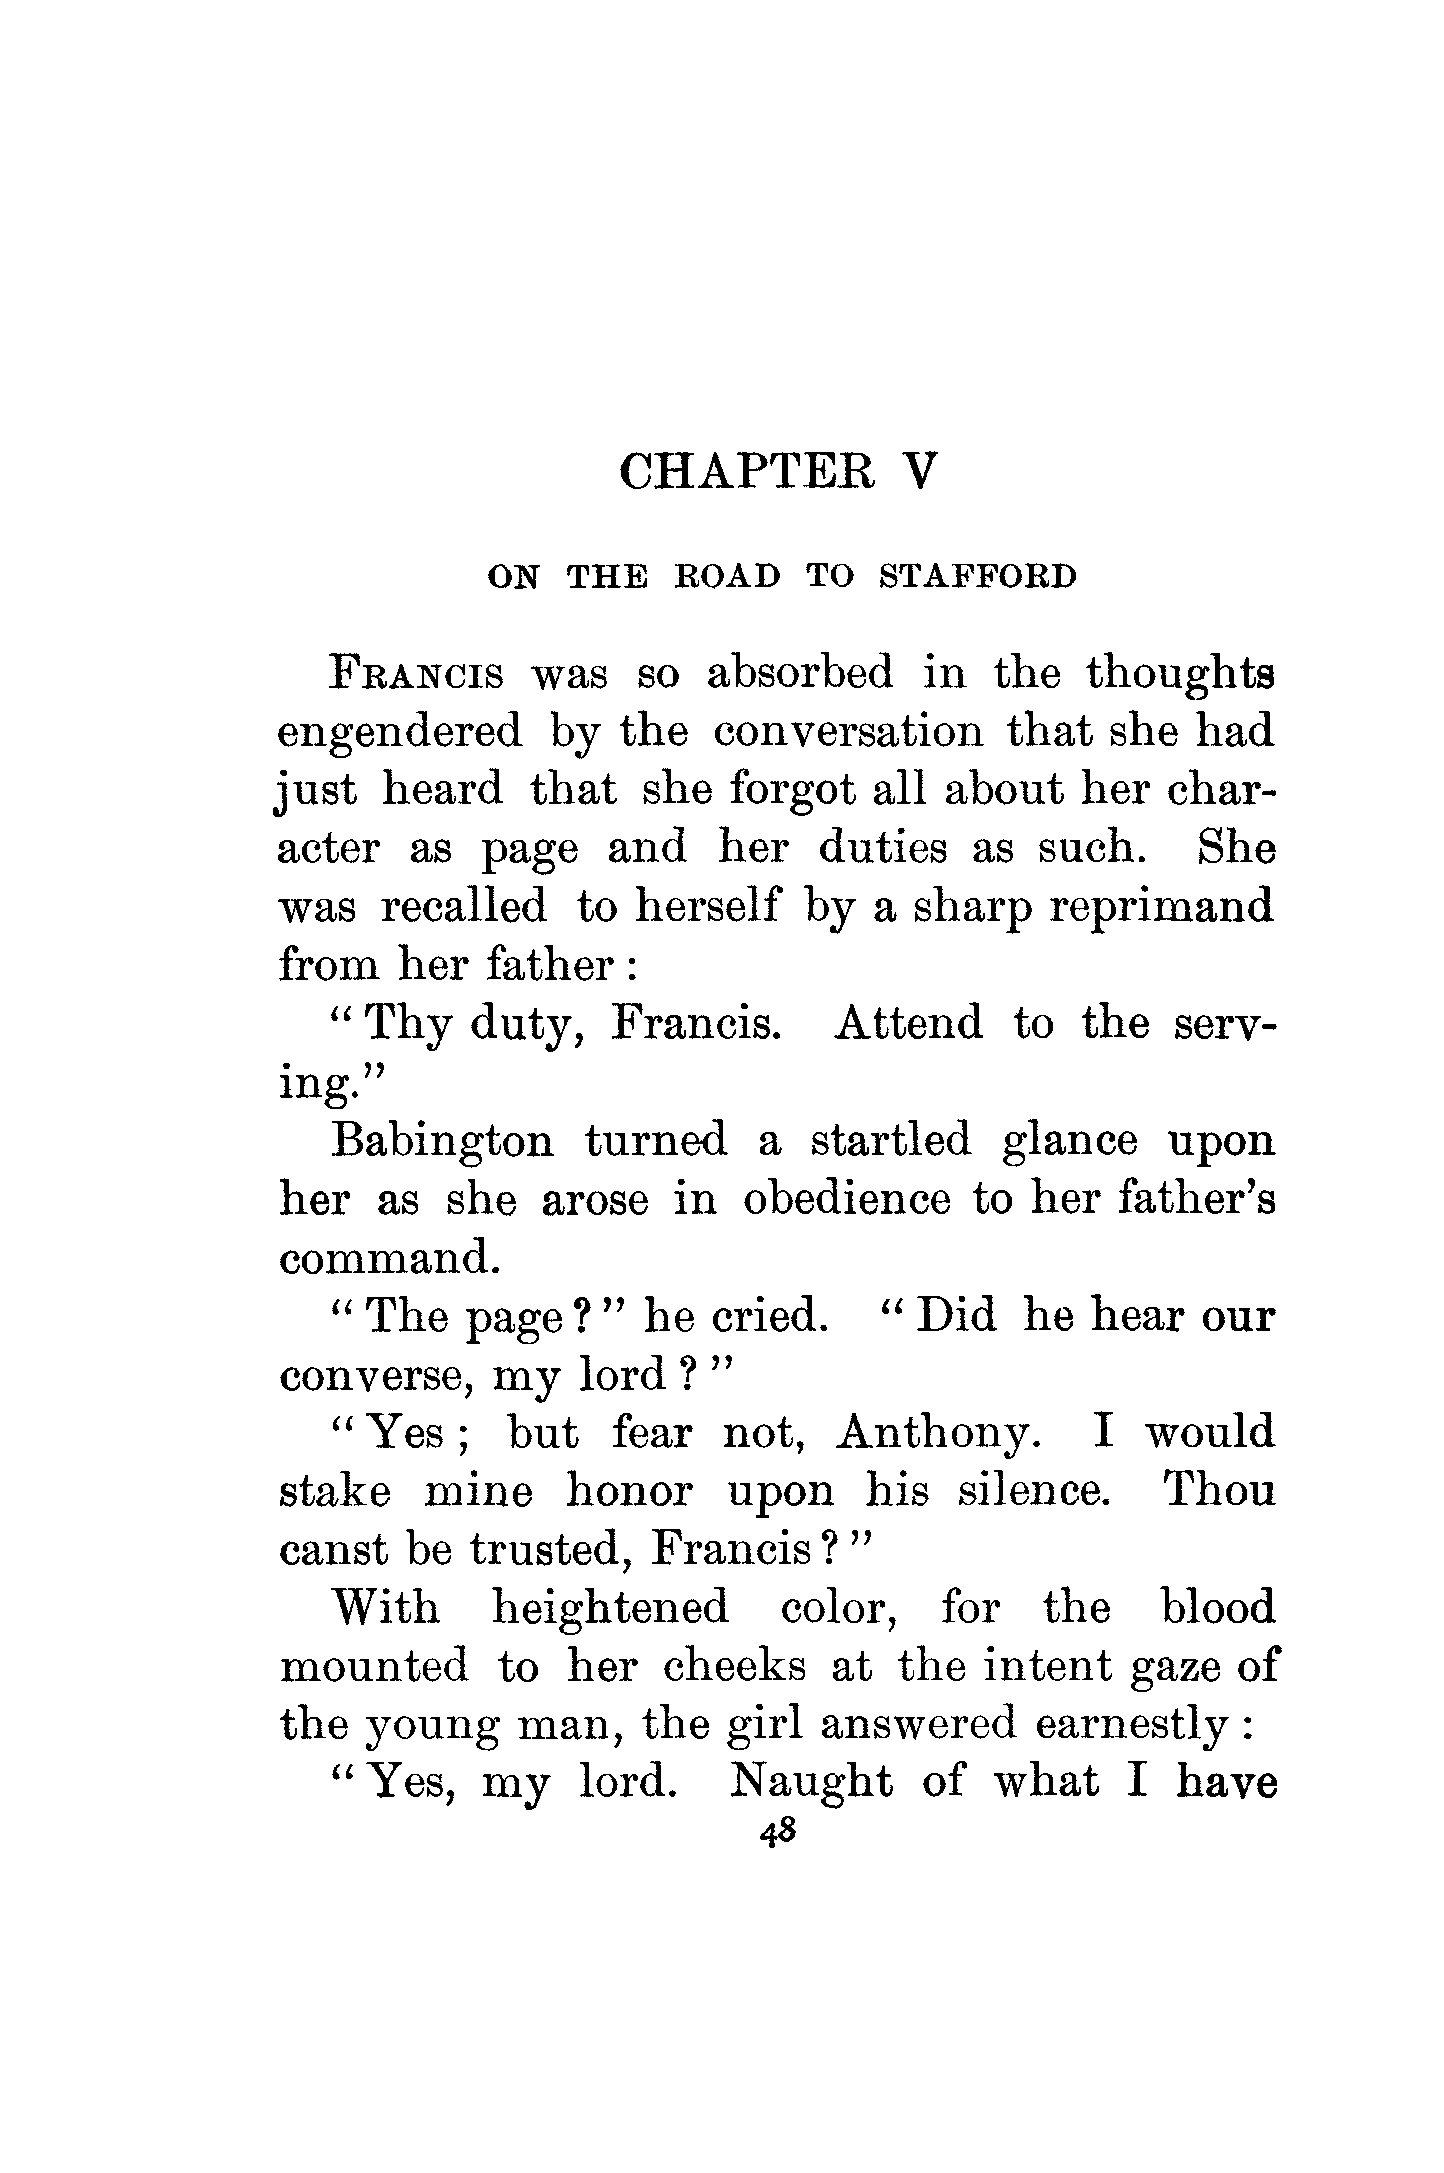 CHAPTER V
ON THE ROAD TO STAFFORD
FRANCIS was so absorbed in the thoughts
engendered by the conversation that she had
just heard that she forgot all about her char-
acter as page and her duties as such. She
was recalled to herself by a sharp reprimand
from her father :
“ Thy duty, Francis. Attend to the serv-
ing.”
Babington turned a startled glance upon
her as she arose in obedience to her father’s
command.
“ The page ? ” he cried. “ Did he hear our
converse, my lord ? ”
“ Yes ; but fear not, Anthony. I would
stake mine honor upon his silence. Thou
canst be trusted, Francis ? ”
With heightened color, for the blood
mounted to her cheeks at the intent gaze of
the young man, the girl answered earnestly :
“ Yes, my lord. Naught of what I have
48